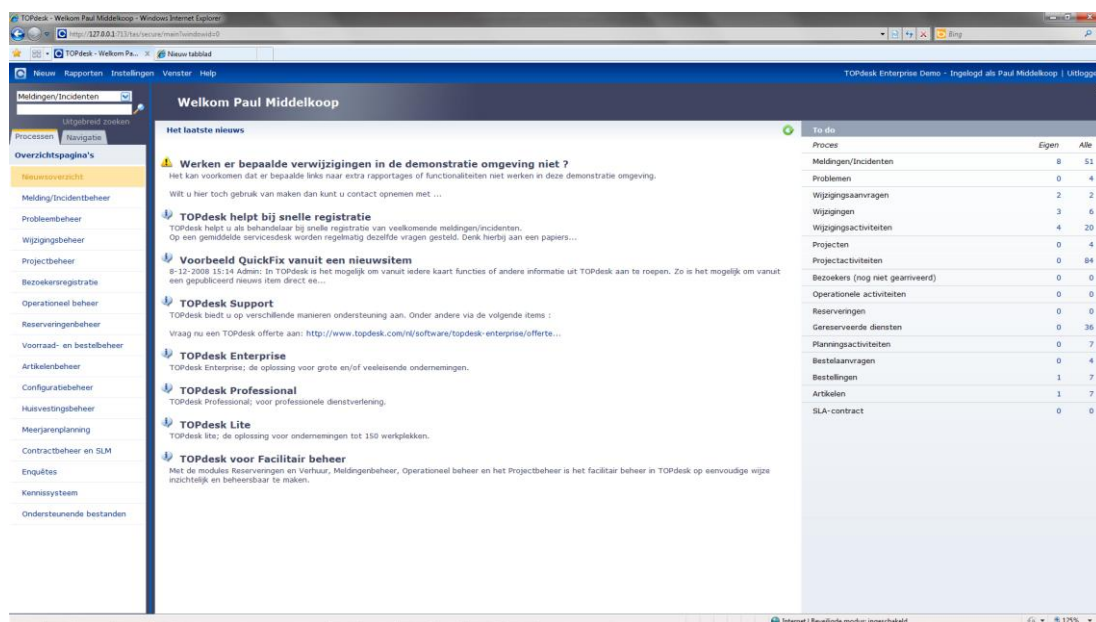 TOPdesk - Welkom Paul Middelkoop - Windows Internet Explorer
http://127.0.0.1:713/tas/secure/main?windowid=0
Bing
TOPdesk - Welkom Pa...
Nieuw tabblad
Nieuw Rapporten Instellingen Venster Help
TOPdesk Enterprise Demo - Ingelogd als Paul Middelkoop | Uitlogge
Meldingen/Incidenten
Uitgebreid zoeken
Processen Navigatie
Overzichtspagina's
Nieuwsoverzicht
Melding/Incidentbeheer
Probleembeheer
Wijzigingsbeheer
Projectbeheer
Bezoekersregistratie
Operationeel beheer
Reserveringenbeheer
Voorraad- en bestelbeheer
Artikelenbeheer
Configuratiebeheer
Huisvestingsbeheer
Meerjarenplanning
Contractbeheer en SLM
Enquêtes
Kennissysteem
Ondersteunende bestanden
Welkom Paul Middelkoop
Het laatste nieuws
Werken er bepaalde verwijzigingen in de demonstratie omgeving niet ?
Het kan voorkomen dat er bepaalde links naar extra rapportages of functionaliteiten niet werken in deze demonstratie omgeving.
Wilt u hier toch gebruik van maken dan kunt u contact opnemen met ...
TOPdesk helpt bij snelle registratie
TOPdesk helpt u als behandelaar bij snelle registratie van veelkomende meldingen/incidenten.
Op een gemiddelde servicesdesk worden regelmatig dezelfde vragen gesteld. Denk hierbij aan een papiers...
Voorbeeld QuickFix vanuit een nieuwsitem
8-12-2008 15:14 Admin: In TOPdesk is het mogelijk om vanuit iedere kaart functies of andere informatie uit TOPdesk aan te roepen. Zo is het mogelijk om vanuit
een gepubliceerd nieuws item direct ee...
TOPdesk Support
TOPdesk biedt u op verschillende manieren ondersteuning aan. Onder andere via de volgende items :
Vraag nu een TOPdesk offerte aan: http://www.topdesk.com/nl/software/topdesk-enterprise/offerte...
TOPdesk Enterprise
TOPdesk Enterprise; de oplossing voor grote en/of veeleisende ondernemingen.
TOPdesk Professional
TOPdesk Professional; voor professionele dienstverlening.
TOPdesk Lite
TOPdesk lite; de oplossing voor ondernemingen tot 150 werkplekken.
TOPdesk voor Facilitair beheer
Met de modules Reserveringen en Verhuur, Meldingenbeheer, Operationeel beheer en het Projectbeheer is het facilitair beheer in TOPdesk op eenvoudige wijze
inzichtelijk en beheersbaar te maken.
To do
Proces Eigen Alle
Meldingen/Incidenten 8 51
Problemen 0 4
Wijzigingsaanvragen 2 2
Wijzigingen 3 6
Wijzigingsactiviteiten 4 20
Projecten 0 4
Projectactiviteiten 0 84
Bezoekers (nog niet gearriveerd) 0 0
Operationele activiteiten 0 0
Reserveringen 0 0
Gereserveerde diensten 0 36
Planningsactiviteiten 0 7
Bestelaanvragen 0 4
Bestellingen 1 7
Artikelen 1 7
SLA-contract 0 0
Internet | Beveiligde modus: ingeschakeld
125%